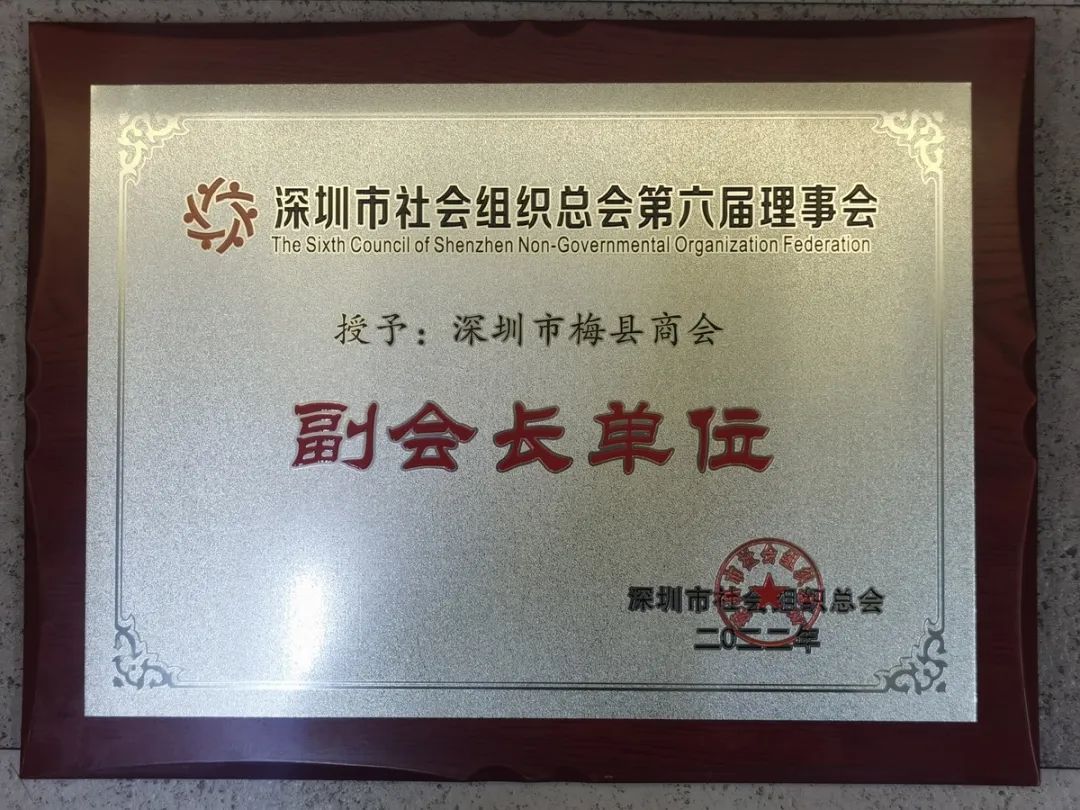 深圳市社会组织总会第六届理事会
The Sixth Council of Shenzhen Non-Governmental Organization Federation
授予：深圳市梅县商会
副会长单位
深圳市社会组织总会
二0二二年